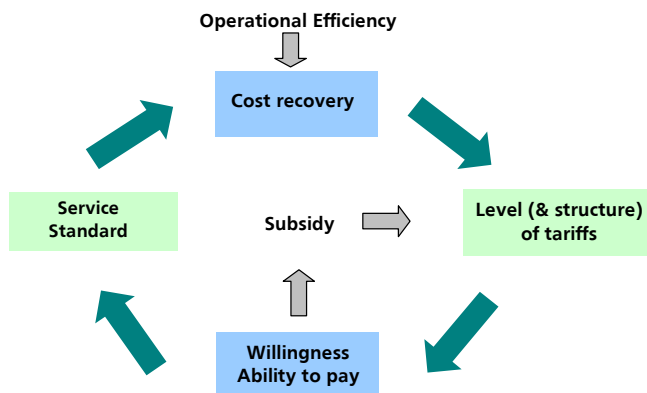 Operational Efficiency
Cost recovery
Service
Standard
Subsidy
Level (& structure)
of tariffs
Willingness
Ability to pay